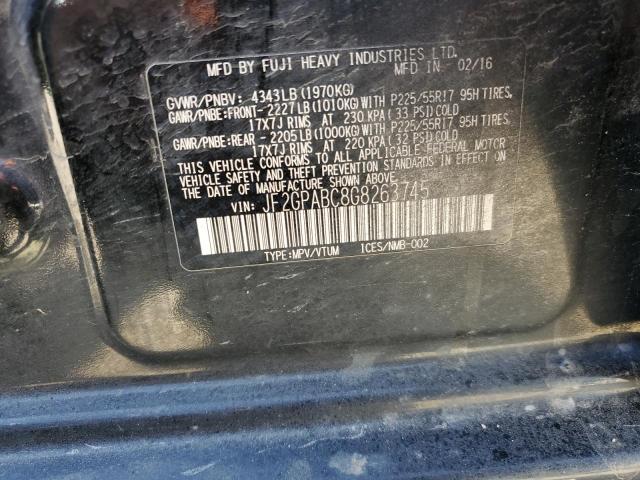 MFD BY FUJI HEAVY INDUSTRIES LTD.
MFD IN 02/16
GVWR/PNBV: 4343LB (1970KG)
GAWR/PNBE:FRONT-2227LB (1010KG) WITH P225/55R17 95H TIRES,
17X7J RIMS AT 230 KPA (33 PSI) COLD
GAWR/PNBE:REAR -2205LB (1000KG) WITH P225/55R17 95H TIRES,
17X7J RIMS AT 220 KPA (32 PSI) COLD
THIS VEHICLE CONFORMS TO ALL APPLICABLE FEDERAL MOTOR
VEHICLE SAFETY AND THEFT PREVENTION STANDARDS IN EFFECT ON
THE DATE OF MANUFACTURE SHOWN ABOVE.
VIN: JF2GPABC8G8263745
TYPE:MPV/VTUM ICES/NMB-002